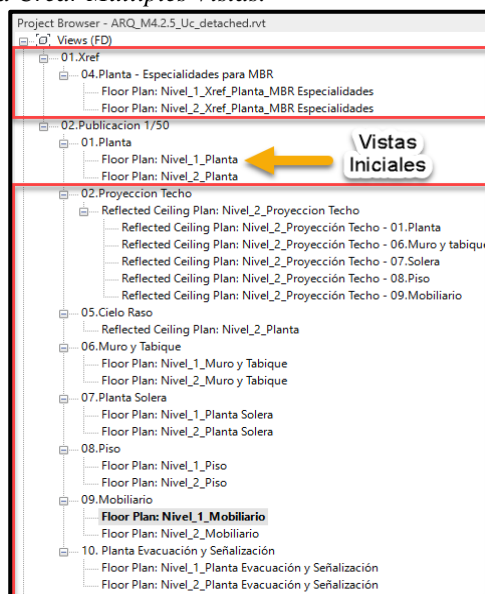 a Crear Múltiples Vistas.
Project Browser - ARQ_M4.2.5_Uc_detached.rvt
Views (FD)
01.Xref
04.Planta - Especialidades para MBR
Floor Plan: Nivel_1_Xref_Planta_MBR Especialidades
Floor Plan: Nivel_2_Xref_Planta_MBR Especialidades
02.Publicacion 1/50
01.Planta
Floor Plan: Nivel_1_Planta
Floor Plan: Nivel_2_Planta
Vistas
Iniciales
02.Proyeccion Techo
Reflected Ceiling Plan: Nivel_2_Proyeccion Techo
Reflected Ceiling Plan: Nivel_2_Proyección Techo - 01.Planta
Reflected Ceiling Plan: Nivel_2_Proyección Techo - 06.Muro y tabique
Reflected Ceiling Plan: Nivel_2_Proyección Techo - 07.Solera
Reflected Ceiling Plan: Nivel_2_Proyección Techo - 08.Piso
Reflected Ceiling Plan: Nivel_2_Proyección Techo - 09.Mobiliario
05.Cielo Raso
Reflected Ceiling Plan: Nivel_2_Planta
06.Muro y Tabique
Floor Plan: Nivel_1_Muro y Tabique
Floor Plan: Nivel_2_Muro y Tabique
07.Planta Solera
Floor Plan: Nivel_1_Planta Solera
Floor Plan: Nivel_2_Planta Solera
08.Piso
Floor Plan: Nivel_1_Piso
Floor Plan: Nivel_2_Piso
09.Mobiliario
Floor Plan: Nivel_1_Mobiliario
Floor Plan: Nivel_2_Mobiliario
10. Planta Evacuación y Señalización
Floor Plan: Nivel_1_Planta Evacuación y Señalización
Floor Plan: Nivel_2_Planta Evacuación y Señalización